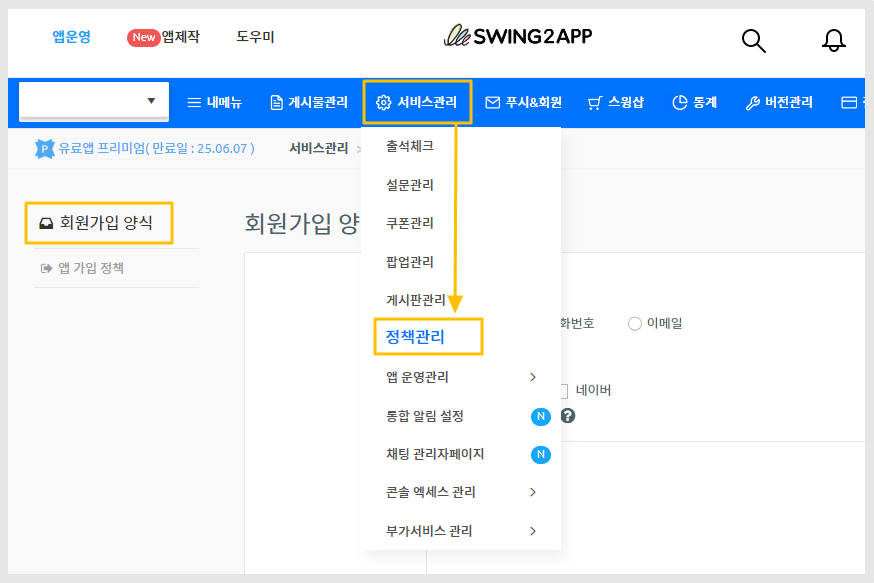 앱운영 New 앱제작 도우미 SWING2APP
내메뉴 게시물관리 서비스관리 푸시&회원 스윙샵 통계 버전관리
P 유료앱 프리미엄( 만료일 : 25.06.07 ) 서비스관리 >
출석체크
설문관리
쿠폰관리
팝업관리
게시판관리
정책관리
앱 운영관리
통합 알림 설정 N
채팅 관리자페이지 N
콘솔 엑세스 관리
부가서비스 관리
회원가입 양식
앱 가입 정책
회원가입 양
화번호 이메일
네이버
?